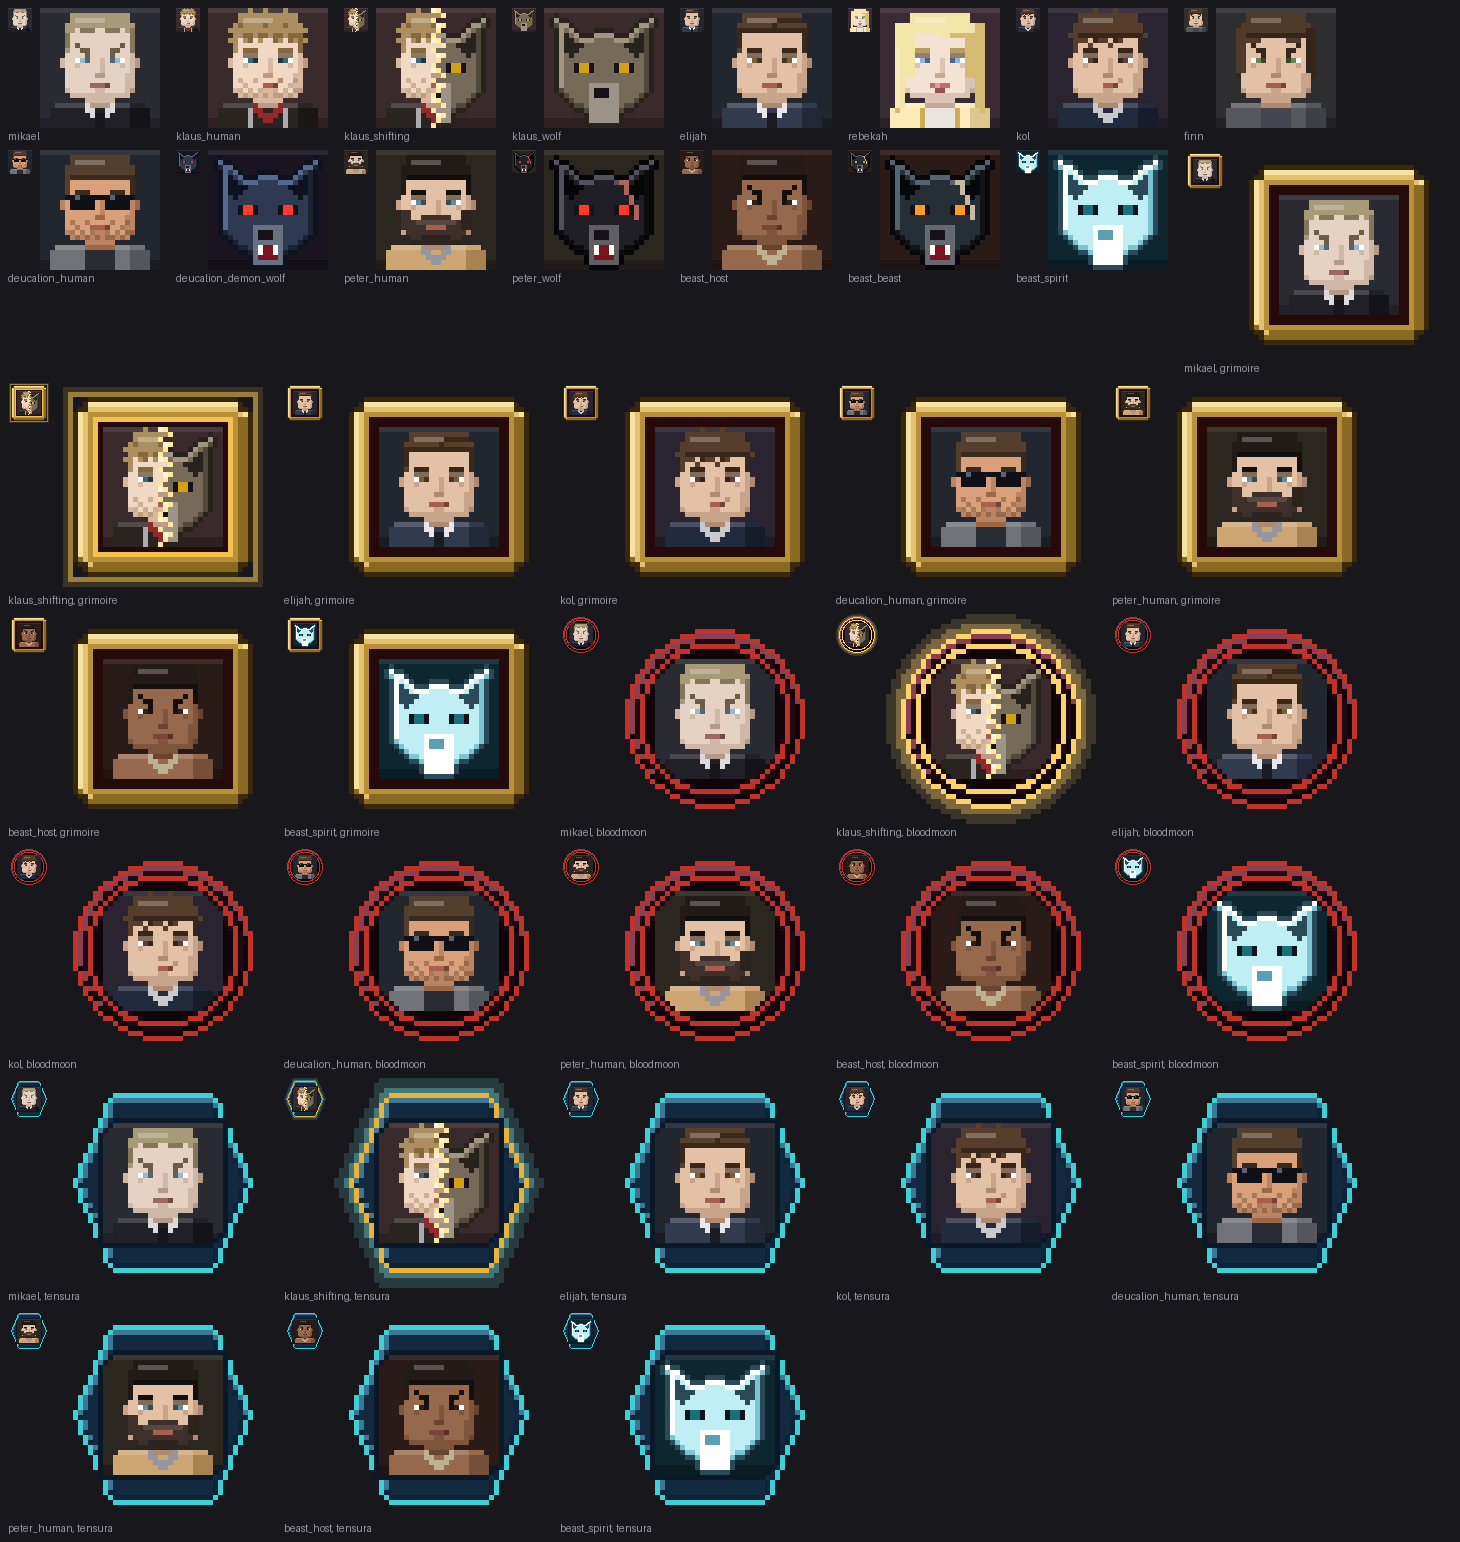 mikael
klaus_human
klaus_shifting
klaus_wolf
elijah
rebekah
kol
finn
deucalion_human
deucalion_demon_wolf
peter_human
peter_wolf
beast_host
beast_beast
beast_spirit
mikael, grimoire
klaus_shifting, grimoire
elijah, grimoire
kol, grimoire
deucalion_human, grimoire
peter_human, grimoire
beast_host, grimoire
beast_spirit, grimoire
mikael, bloodmoon
klaus_shifting, bloodmoon
elijah, bloodmoon
kol, bloodmoon
deucalion_human, bloodmoon
peter_human, bloodmoon
beast_host, bloodmoon
beast_spirit, bloodmoon
mikael, tensura
klaus_shifting, tensura
elijah, tensura
kol, tensura
deucalion_human, tensura
peter_human, tensura
beast_host, tensura
beast_spirit, tensura